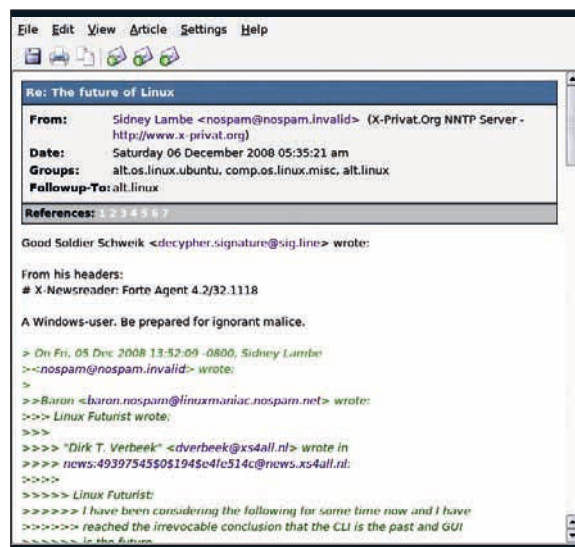 File Edit View Article Settings Help
Re: The future of Linux
From: Sidney Lambe <nospam@nospam.invalid> (X-Privat.Org NNTP Server -
http://www.x-privat.org)
Date: Saturday 06 December 2008 05:35:21 am
Groups: alt.os.linux.ubuntu, comp.os.linux.misc, alt.linux
Followup-To: alt.linux
References: 1 2 3 4 5 6 7
Good Soldier Schweik <decypher.signature@sig.line> wrote:
From his headers:
# X-Newsreader: Forte Agent 4.2/32.1118
A Windows-user. Be prepared for ignorant malice.
> On Fri, 05 Dec 2008 13:52:09 -0800, Sidney Lambe
><nospam@nospam.invalid> wrote:
>
>>Baron <baron.nospam@linuxmaniac.nospam.net> wrote:
>>> Linux Futurist wrote:
>>>
>>>> "Dirk T. Verbeek" <dverbeek@xs4all.nl> wrote in
>>>> news:49397545$0$194$e4fe514c@news.xs4all.nl:
>>>>
>>>>> Linux Futurist:
>>>>>> I have been considering the following for some time now and I have
>>>>>> reached the irrevocable conclusion that the CLI is the past and GUI
>>>>>> is the future